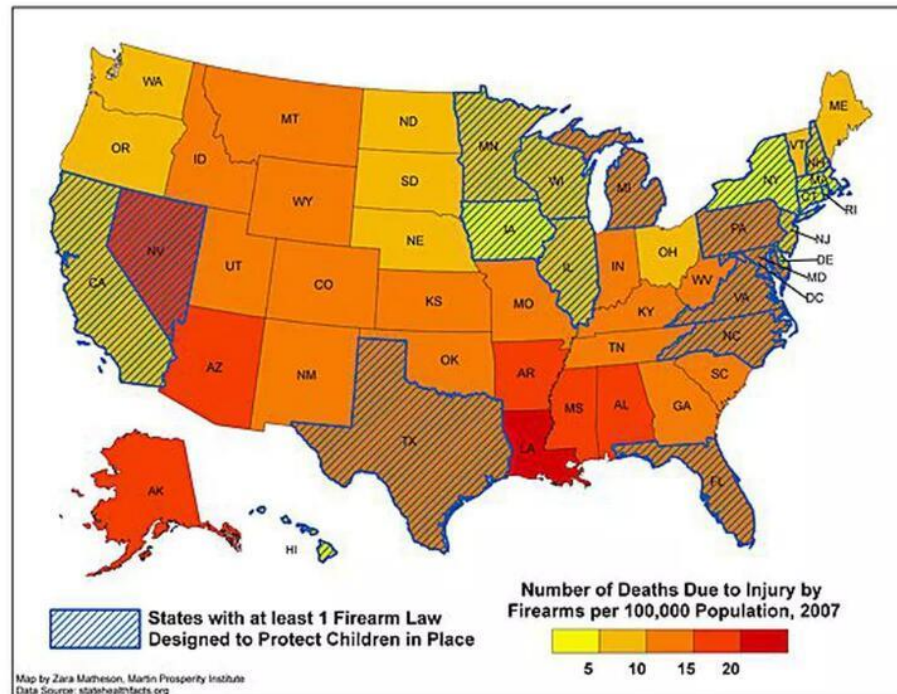 WA
MT
ND
ME
OR
ID
MN
VT
NH
WY
SD
WI
NY
MA
CT
MI
RI
NV
NE
IA
PA
NJ
OH
CA
UT
CO
IL
IN
DE
WV
MD
KS
MO
VA
DC
KY
NC
TN
AZ
NM
OK
AR
SC
MS
AL
GA
TX
LA
AK
FL
HI
Number of Deaths Due to Injury by
Firearms per 100,000 Population, 2007
States with at least 1 Firearm Law
Designed to Protect Children in Place
5 10 15 20
Map by Zara Matheson, Martin Prosperity Institute
Data Source: statehealthfacts.org